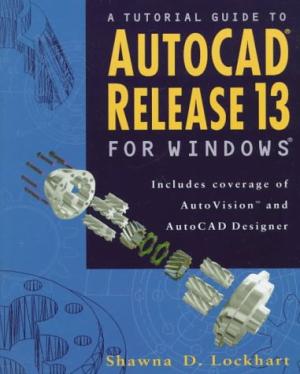 A TUTORIAL GUIDE TO
AUTOCAD®
RELEASE 13
FOR WINDOWS®
Includes coverage of
AutoVision™ and
AutoCAD Designer
Shawna D. Lockhart